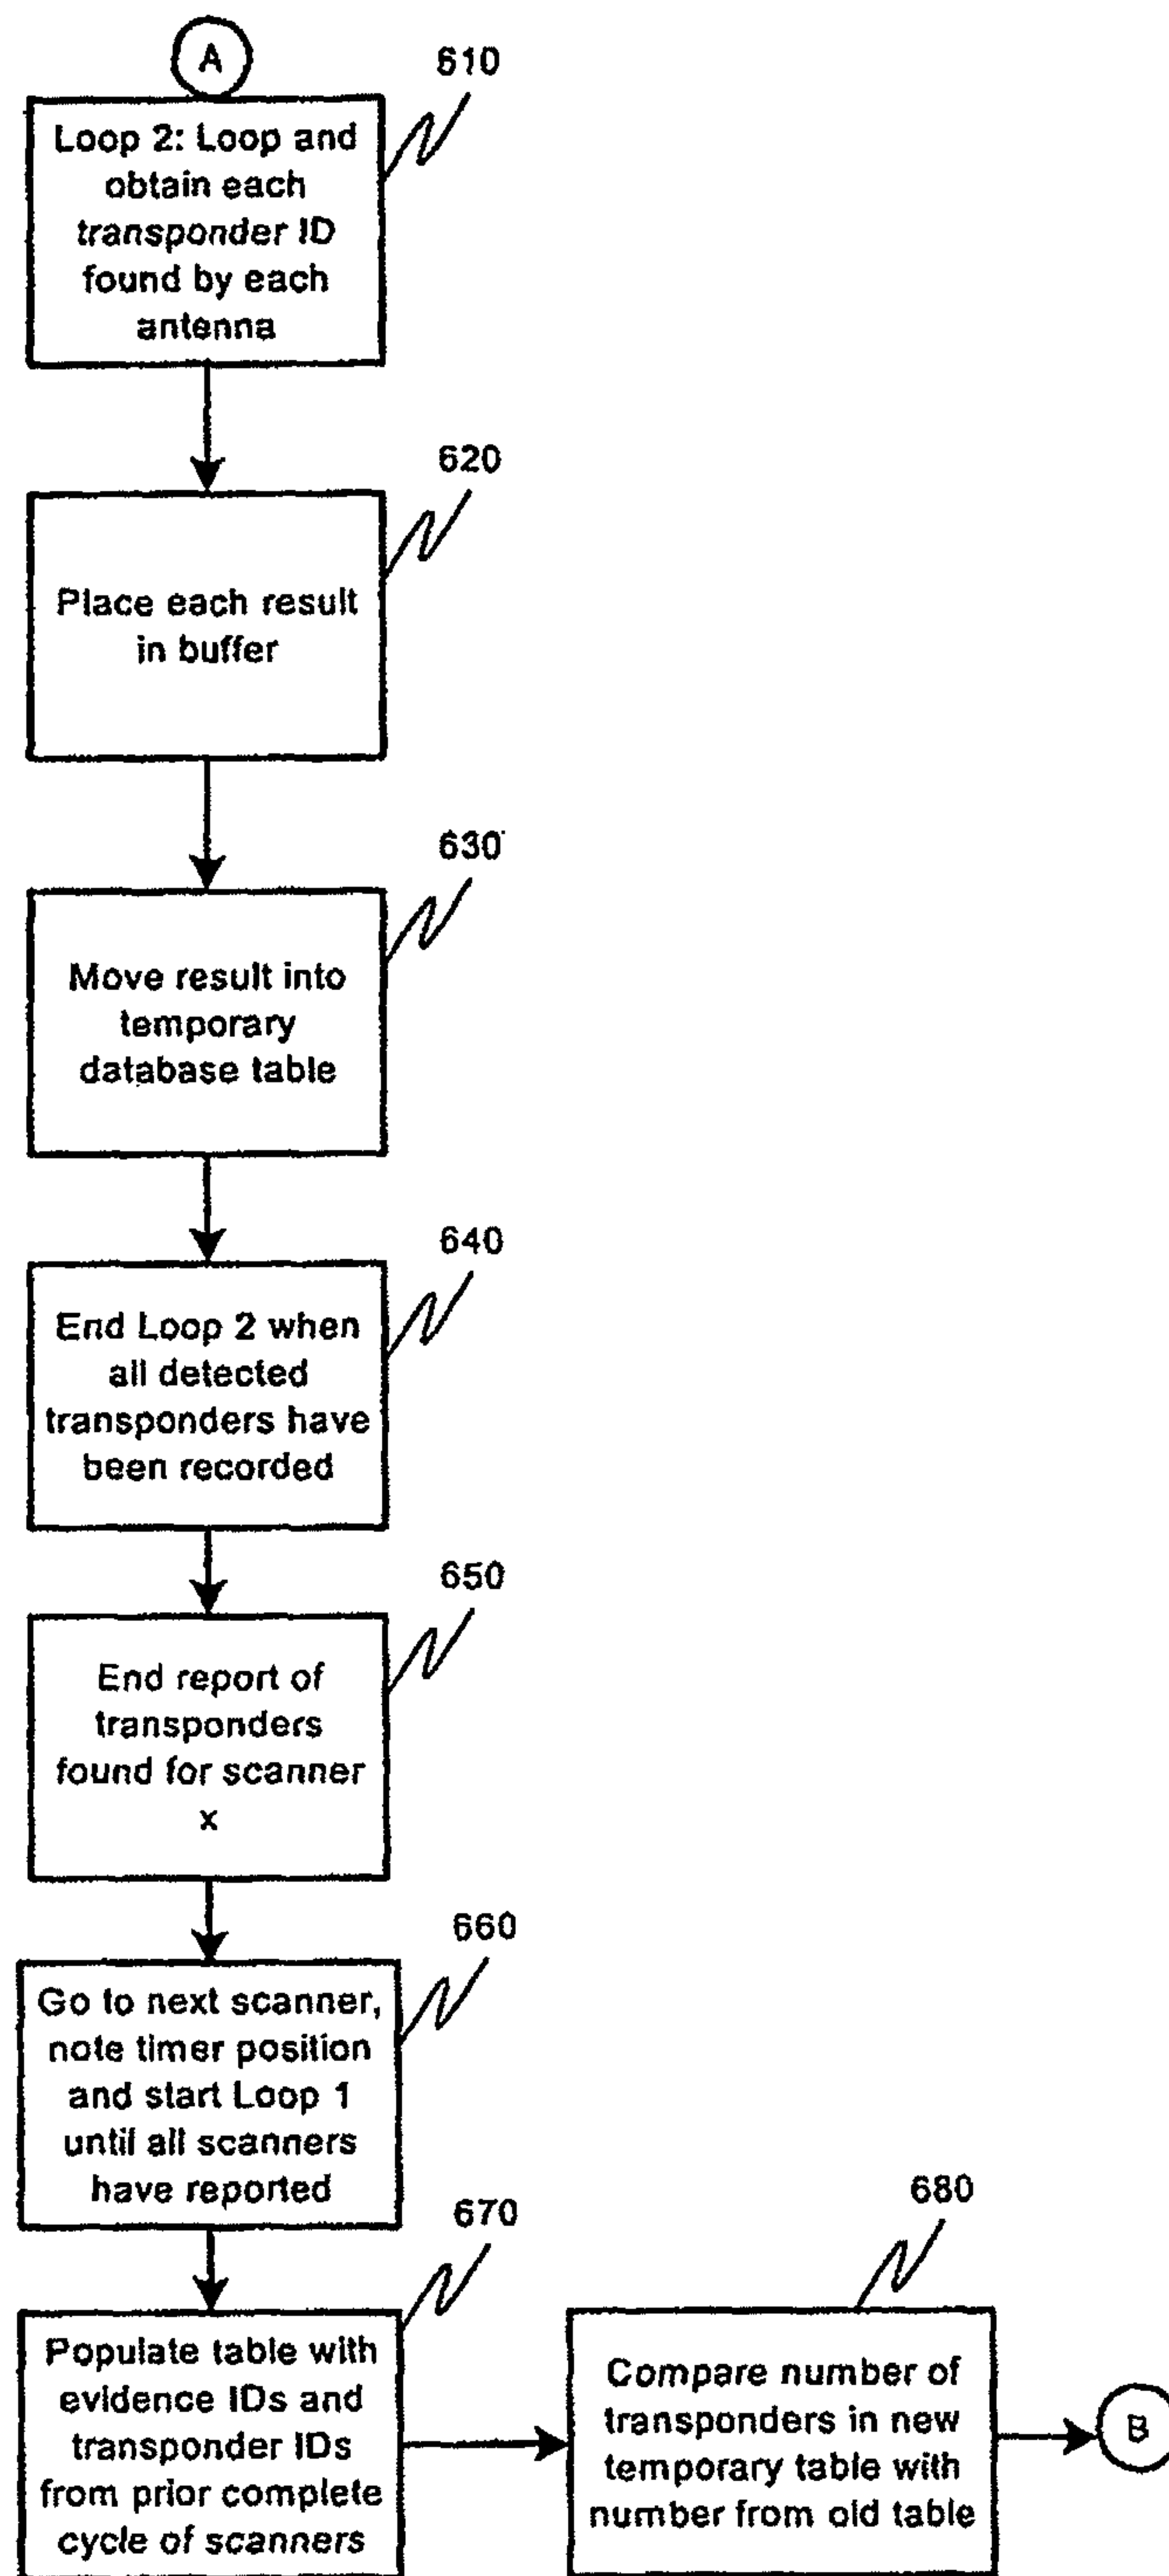 A
610
Loop 2: Loop and
obtain each
transponder ID
found by each
antenna
620
Place each result
in buffer
630
Move result into
temporary
database table
640
End Loop 2 when
all detected
transponders have
been recorded
650
End report of
transponders
found for scanner
x
660
Go to next scanner,
note timer position
and start Loop 1
until all scanners
have reported
670
Populate table with
evidence IDs and
transponder IDs
from prior complete
cycle of scanners
680
Compare number of
transponders in new
temporary table with
number from old table
B